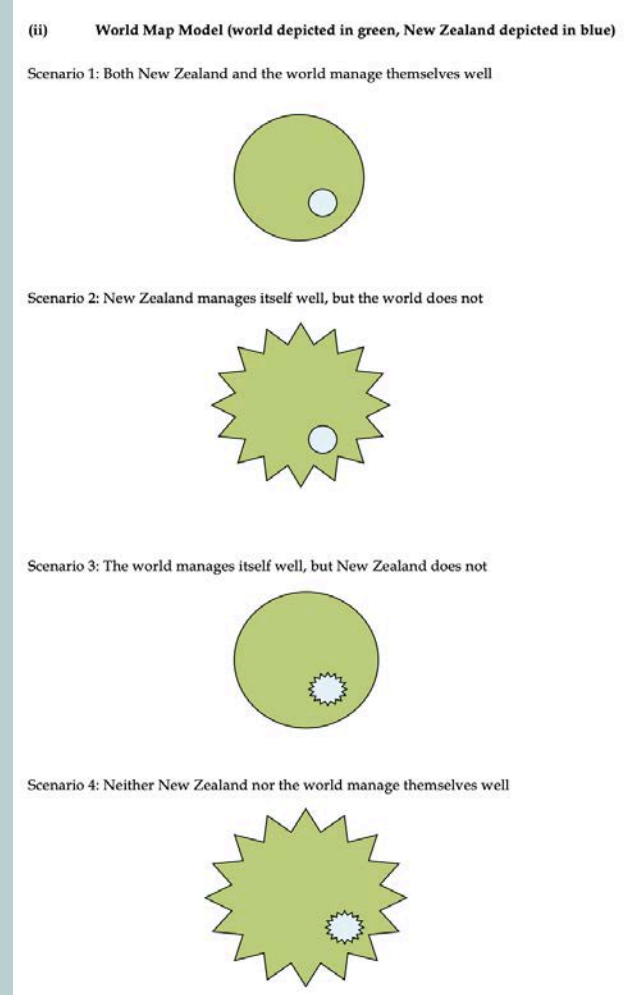 (ii) World Map Model (world depicted in green, New Zealand depicted in blue)
Scenario 1: Both New Zealand and the world manage themselves well
Scenario 2: New Zealand manages itself well, but the world does not
Scenario 3: The world manages itself well, but New Zealand does not
Scenario 4: Neither New Zealand nor the world manage themselves well